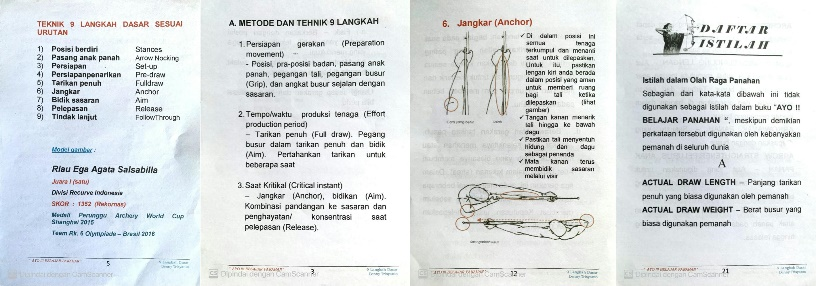 TEKNIK 9 LANGKAH DASAR SESUAI
URUTAN
1) Posisi berdiri Stances
2) Pasang anak panah Arrow Nocking
3) Persiapan Set-up
4) Persiapanpenarikan Pre-draw
5) Tarikan penuh Fulldraw
6) Jangkar Anchor
7) Bidik sasaran Aim
8) Pelepasan Release
9) Tindak lanjut FollowThrough
Model gambar :
Riau Ega Agata Salsabilla
Juara I (satu)
Divisi Recurve Indonesia
SKOR : 1352 (Rekornas)
Medali Perunggu Archery World Cup
Shanghai 2016
Team Rk. 6 Olympiade – Bresil 2016
5
Dipindai dengan CamScanner
A. METODE DAN TEHNIK 9 LANGKAH
1. Persiapan gerakan (Preparation
movement) –
- Posisi, pra-posisi badan, pasang anak
panah, pegangan tali, pegangan busur
(Grip), dan angkat busur sejalan dengan
sasaran.
2. Tempo/waktu produksi tenaga (Effort
production period)
– Tarikan penuh (Full draw). Pegang
busur dalam tarikan penuh dan bidik
(Aim). Pertahankan tarikan untuk
beberapa saat
3. Saat Kritikal (Critical instant)
– Jangkar (Anchor), bidikan (Aim).
Kombinasi pandangan ke sasaran dan
penghayatan/ konsentrasi saat
pelepasan (Release).
3
Dipindai dengan CamScanner
6. Jangkar (Anchor)
✓ Di dalam posisi ini
semua tenaga
terkumpul dan menanti
saat untuk dilepaskan.
Untuk itu, pastikan
lengan kiri anda berada
dalam posisi yang aman
untuk memberi ruang
bagi tali ketika
dilepaskan (lihat
gambar)
✓ Tangan kanan menarik
tali hingga ke bawah
dagu
✓ Pastikan tali menyentuh
hidung dan dagu
sebagai penanda
✓ Mata kanan terus
membidik sasaran
melalui visir
12
Dipindai dengan CamScanner
DAFTAR
ISTILAH
Istilah dalam Olah Raga Panahan
Sebagian dari kata-kata dibawah ini tidak
digunakan sebagai istilah dalam buku "AYO !!
BELAJAR PANAHAN ", meskipun demikian
perkataan tersebut digunakan oleh kebanyakan
pemanah di seluruh dunia
A
ACTUAL DRAW LENGTH – Panjang tarikan
penuh yang biasa digunakan oleh pemanah
ACTUAL DRAW WEIGHT – Berat busur yang
biasa digunakan pemanah
21
Dipindai dengan CamScanner